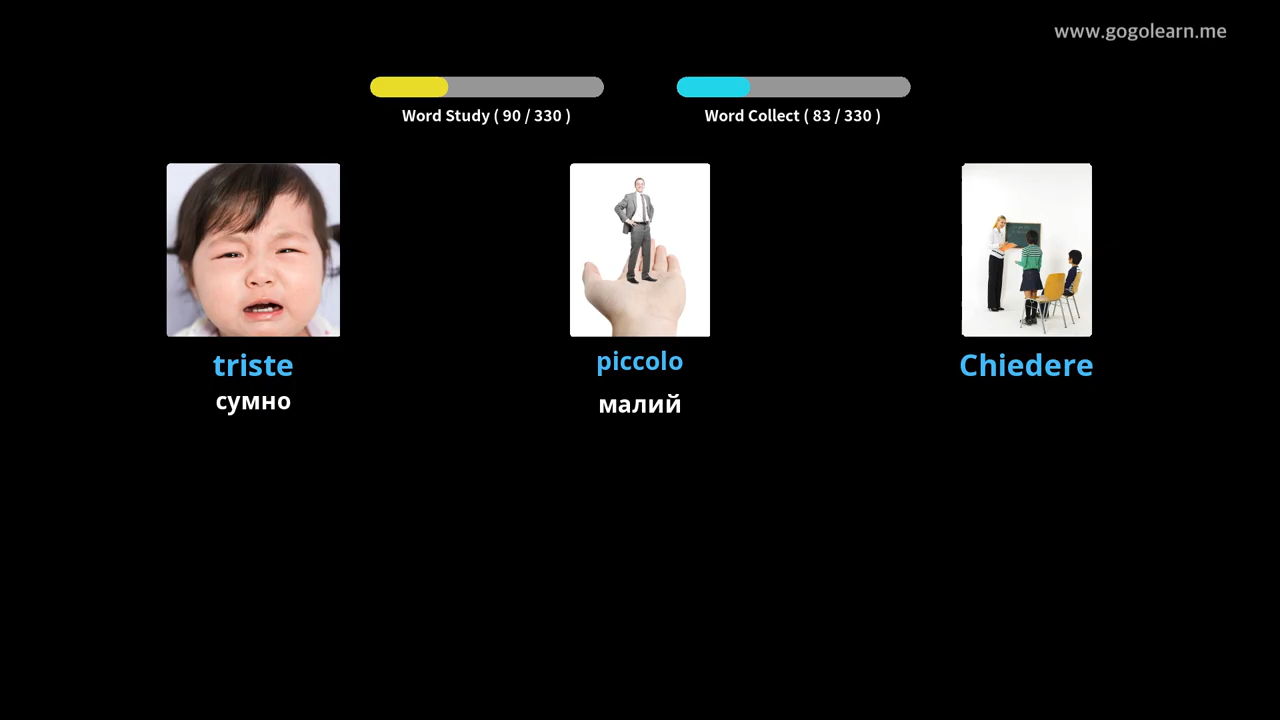 www.gogolearn.me
Word Study ( 90 / 330 )
Word Collect ( 83 / 330 )
triste
сумно
piccolo
малий
Chiedere